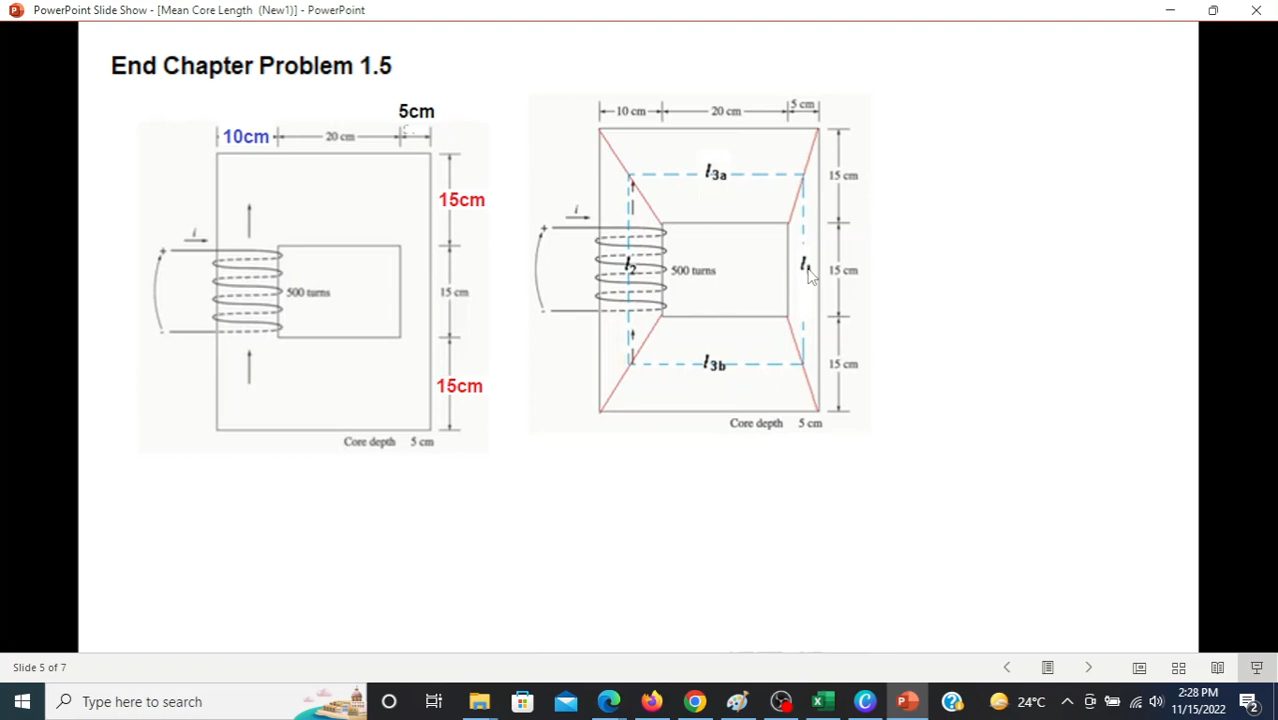 PowerPoint Slide Show - [Mean Core Length (New1)] - PowerPoint
End Chapter Problem 1.5
5cm
10cm
20 cm
15cm
i
+
500 turns
15 cm
-
15cm
Core depth 5 cm
10 cm
20 cm
5 cm
l3a
15 cm
i
+
l2
500 turns
l
15 cm
-
l3b
15 cm
Core depth 5 cm
Slide 5 of 7
Type here to search
24°C
2:28 PM
11/15/2022